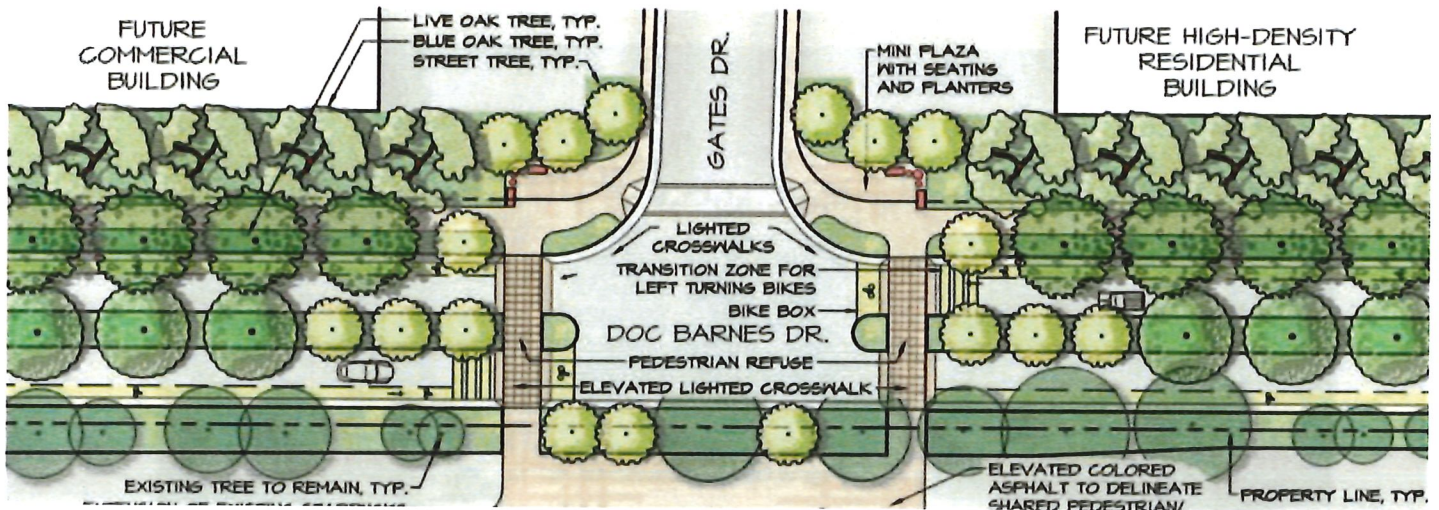 FUTURE
COMMERCIAL
BUILDING
LIVE OAK TREE, TYP.
BLUE OAK TREE, TYP.
STREET TREE, TYP.
GATES DR.
MINI PLAZA
WITH SEATING
AND PLANTERS
FUTURE HIGH-DENSITY
RESIDENTIAL
BUILDING
LIGHTED
CROSSWALKS
TRANSITION ZONE FOR
LEFT TURNING BIKES
BIKE BOX
DOC BARNES DR.
PEDESTRIAN REFUGE
ELEVATED LIGHTED CROSSWALK
EXISTING TREE TO REMAIN, TYP.
ELEVATED COLORED
ASPHALT TO DELINEATE
SHARED PEDESTRIAN/
PROPERTY LINE, TYP.